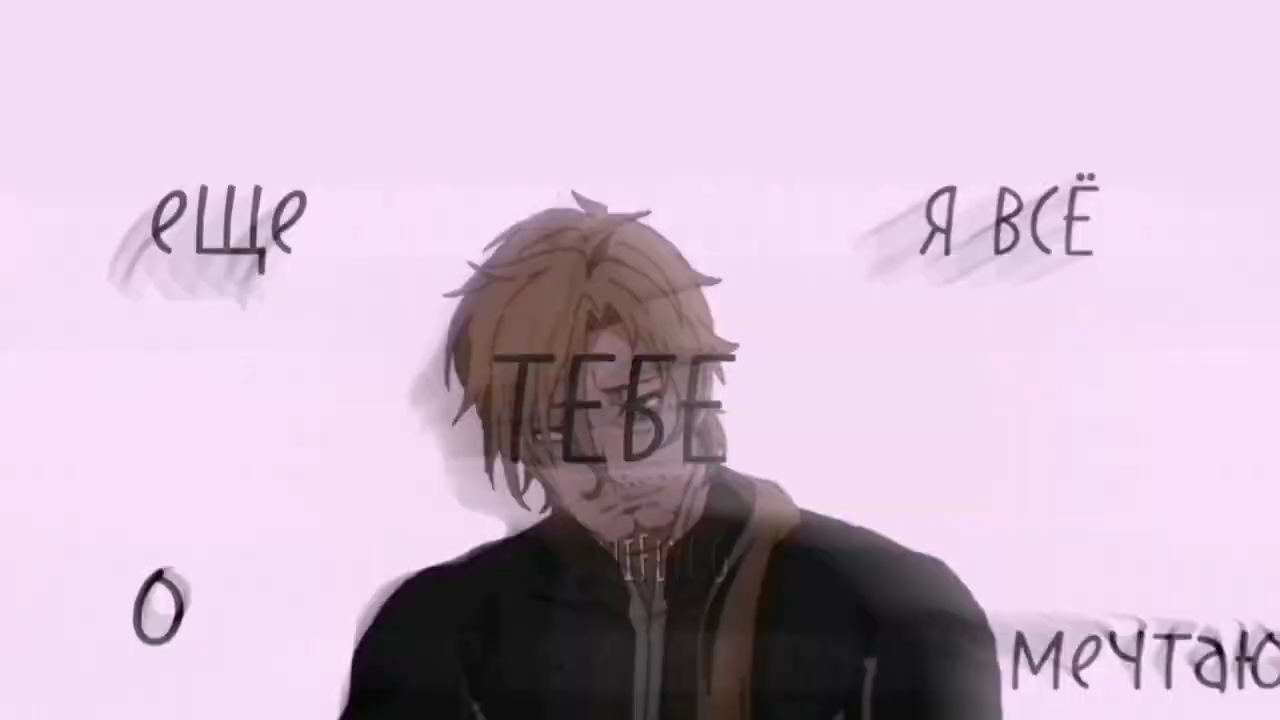 еще
я всё
ТЕБЕ
о
мечтаю